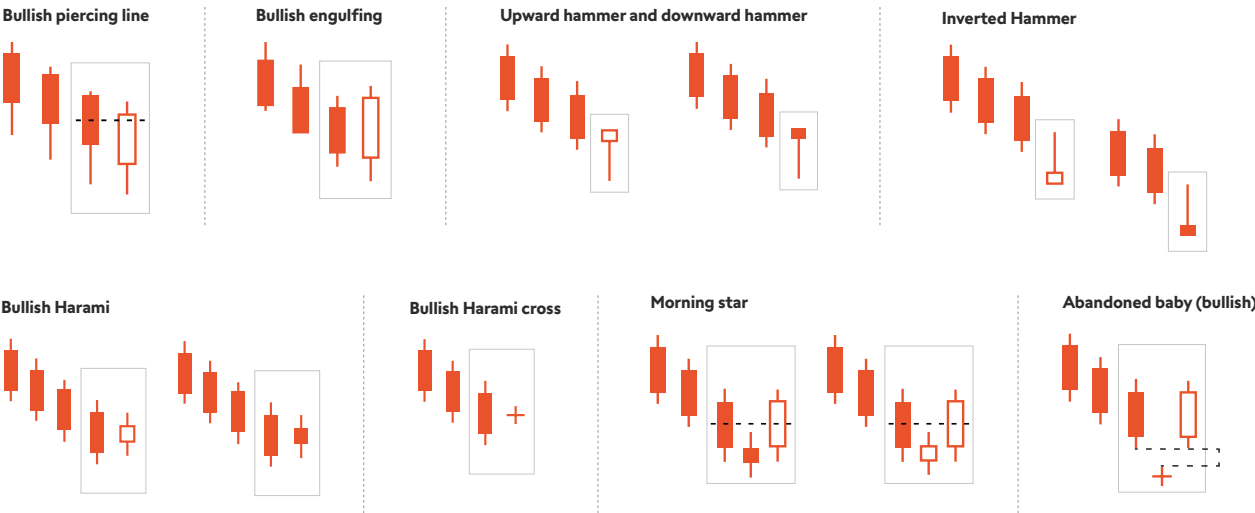 Bullish piercing line
Bullish engulfing
Upward hammer and downward hammer
Inverted Hammer
Bullish Harami
Bullish Harami cross
Morning star
Abandoned baby (bullish)